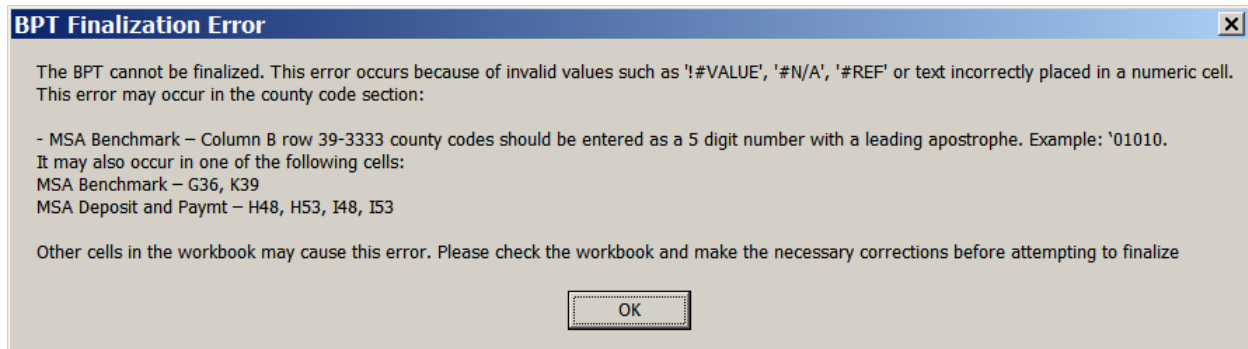 BPT Finalization Error
The BPT cannot be finalized. This error occurs because of invalid values such as '!#VALUE', '#N/A', '#REF' or text incorrectly placed in a numeric cell.
This error may occur in the county code section:
- MSA Benchmark – Column B row 39-3333 county codes should be entered as a 5 digit number with a leading apostrophe. Example: ‘01010.
It may also occur in one of the following cells:
MSA Benchmark – G36, K39
MSA Deposit and Paymt – H48, H53, I48, I53
Other cells in the workbook may cause this error. Please check the workbook and make the necessary corrections before attempting to finalize
OK